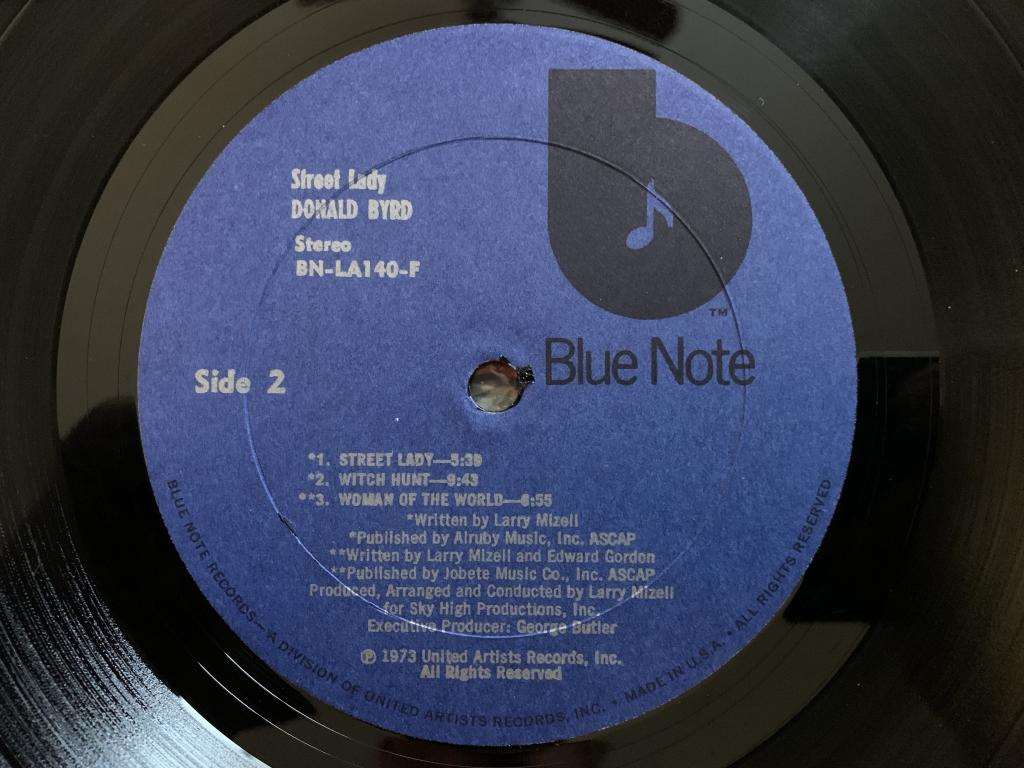 Street Lady
DONALD BYRD
Stereo
BN-LA140-F
TM
Blue Note
Side 2
*1. STREET LADY—5:39
*2. WITCH HUNT—9:43
**3. WOMAN OF THE WORLD—6:55
*Written by Larry Mizell
*Published by Alruby Music, Inc. ASCAP
**Written by Larry Mizell and Edward Gordon
**Published by Jobete Music Co., Inc. ASCAP
Produced, Arranged and Conducted by Larry Mizell
for Sky High Productions, Inc.
Executive Producer: George Butler
℗ 1973 United Artists Records, Inc.
All Rights Reserved
BLUE NOTE RECORDS—A DIVISION OF UNITED ARTISTS RECORDS, INC. • MADE IN U.S.A. • ALL RIGHTS RESERVED